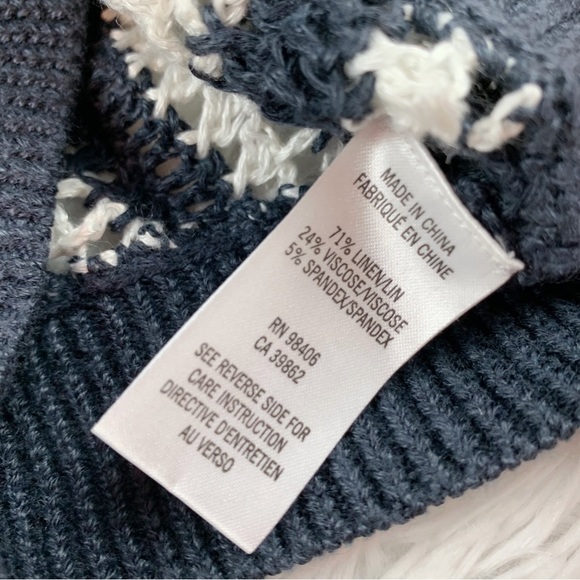 MADE IN CHINA
FABRIQUÉ EN CHINE
71% LINEN/LIN
24% VISCOSE/VISCOSE
5% SPANDEX/SPANDEX
RN 98406
CA 39862
SEE REVERSE SIDE FOR
CARE INSTRUCTION
DIRECTIVE D'ENTRETIEN
AU VERSO